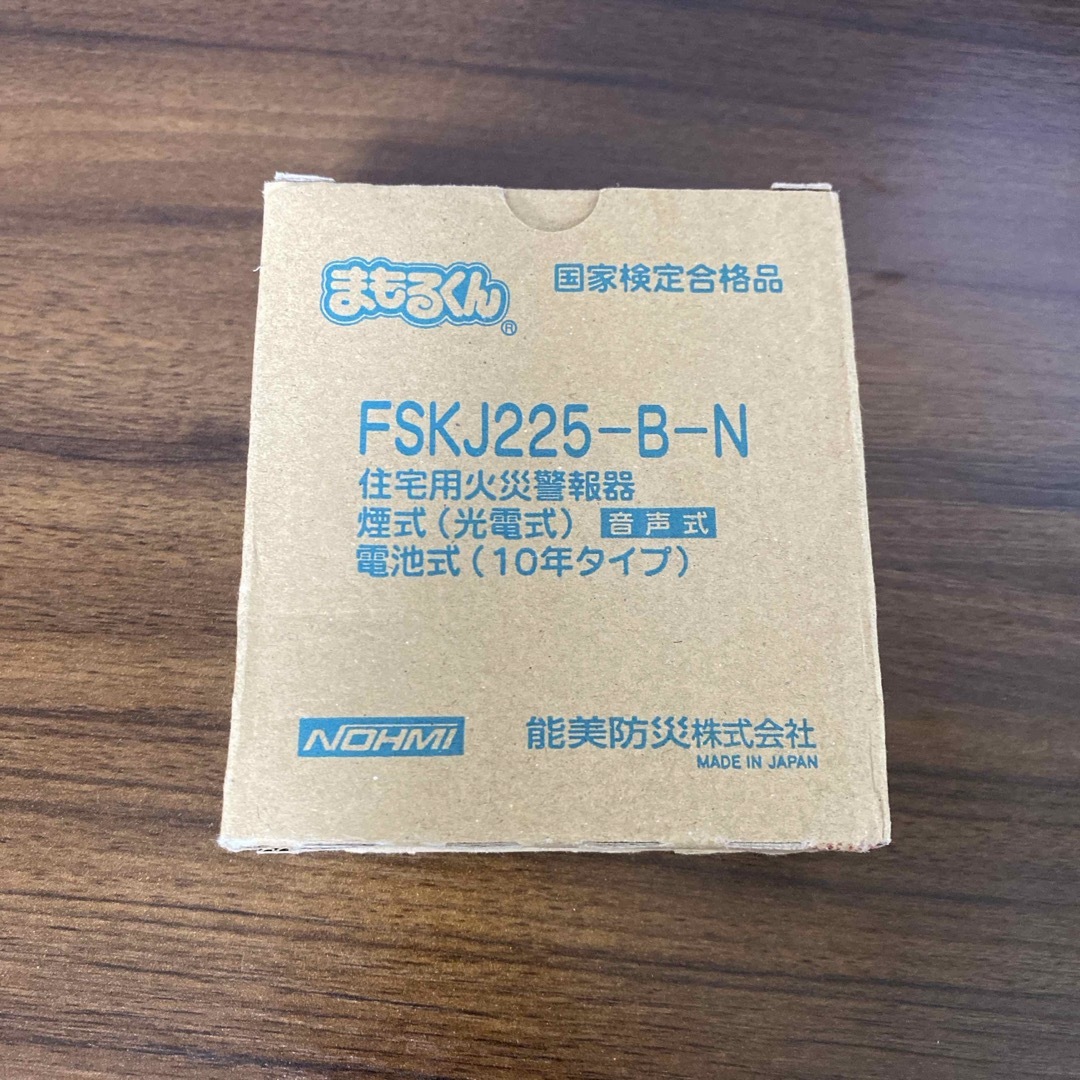 まもるくん®
国家検定合格品
FSKJ225-B-N
住宅用火災警報器
煙式(光電式) 音声式
電池式(10年タイプ)
NOHMI
能美防災株式会社
MADE IN JAPAN